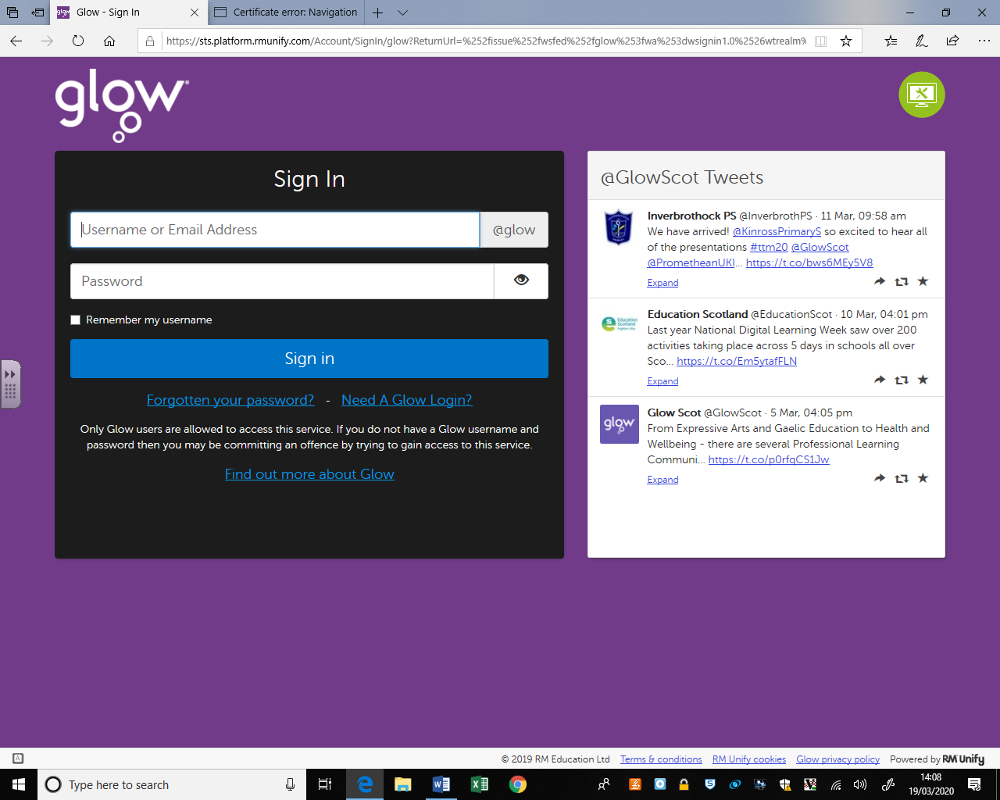 Glow - Sign In
Certificate error: Navigation
https://sts.platform.rmunify.com/Account/SignIn/glow?ReturnUrl=%252fissue%252fwsfed%252fglow%253fwa%253dwsignin1.0%2526wtrealm%
glow
Sign In
Username or Email Address
@glow
Password
Remember my username
Sign in
Forgotten your password? - Need A Glow Login?
Only Glow users are allowed to access this service. If you do not have a Glow username and
password then you may be committing an offence by trying to gain access to this service.
Find out more about Glow
@GlowScot Tweets
Inverbrothock PS @InverbrothPS · 11 Mar, 09:58 am
We have arrived! @KinrossPrimaryS so excited to hear all
of the presentations #ttm20 @GlowScot
@PrometheanUKI... https://t.co/bws6MEy5V8
Expand
Education Scotland
Education Scotland @EducationScot · 10 Mar, 04:01 pm
Last year National Digital Learning Week saw over 200
activities taking place across 5 days in schools all over
Sco... https://t.co/Em5ytafFLN
Expand
glow
Glow Scot @GlowScot · 5 Mar, 04:05 pm
From Expressive Arts and Gaelic Education to Health and
Wellbeing - there are several Professional Learning
Communi... https://t.co/p0rfqCS1Jw
Expand
© 2019 RM Education Ltd Terms & conditions RM Unify cookies Glow privacy policy Powered by RM Unify
Type here to search
14:08
19/03/2020